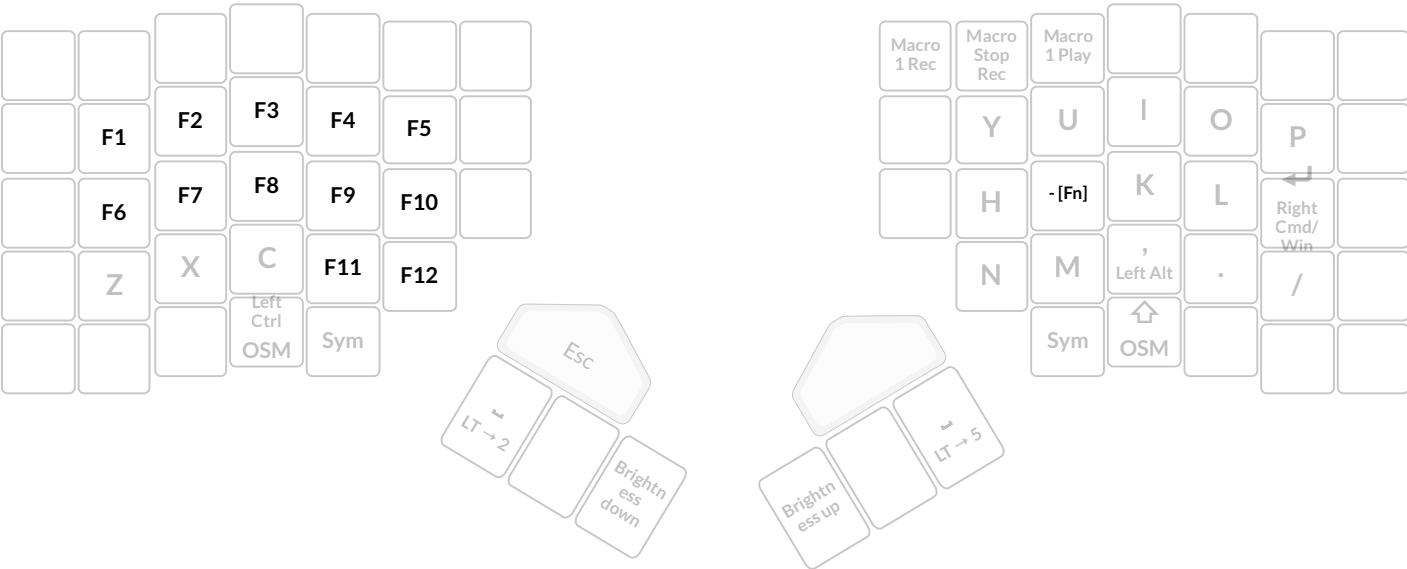 Macro
1 Rec
Macro
Stop
Rec
Macro
1 Play
F1
F2
F3
F4
F5
Y
U
I
O
P
F6
F7
F8
F9
F10
H
- [Fn]
K
L
Right
Cmd/
Win
Z
X
C
F11
F12
N
M
,
Left Alt
.
/
Left
Ctrl
OSM
Sym
Sym
OSM
Esc
LT → 2
Brightn
ess
down
Brightn
ess up
LT → 5